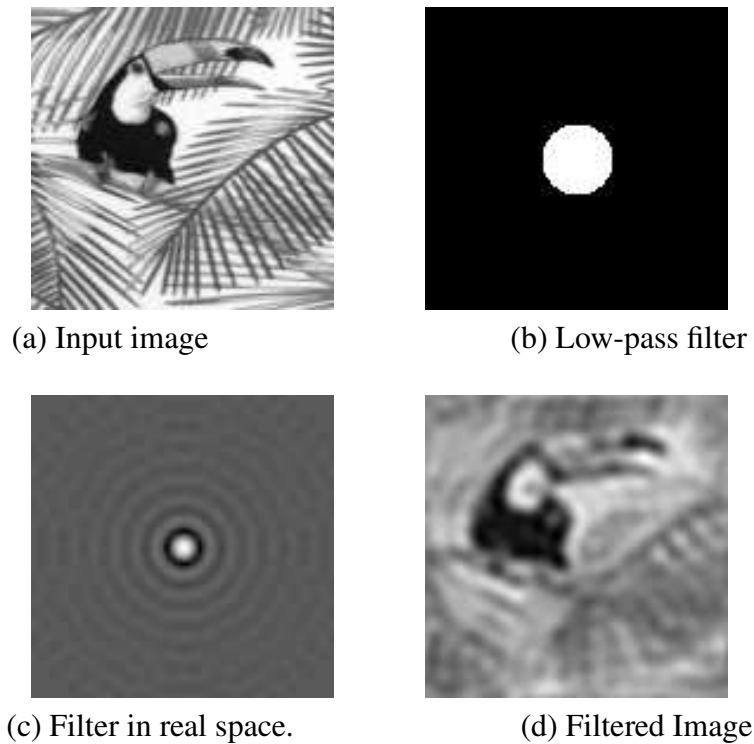 (a) Input image
(b) Low-pass filter
(c) Filter in real space.
(d) Filtered Image